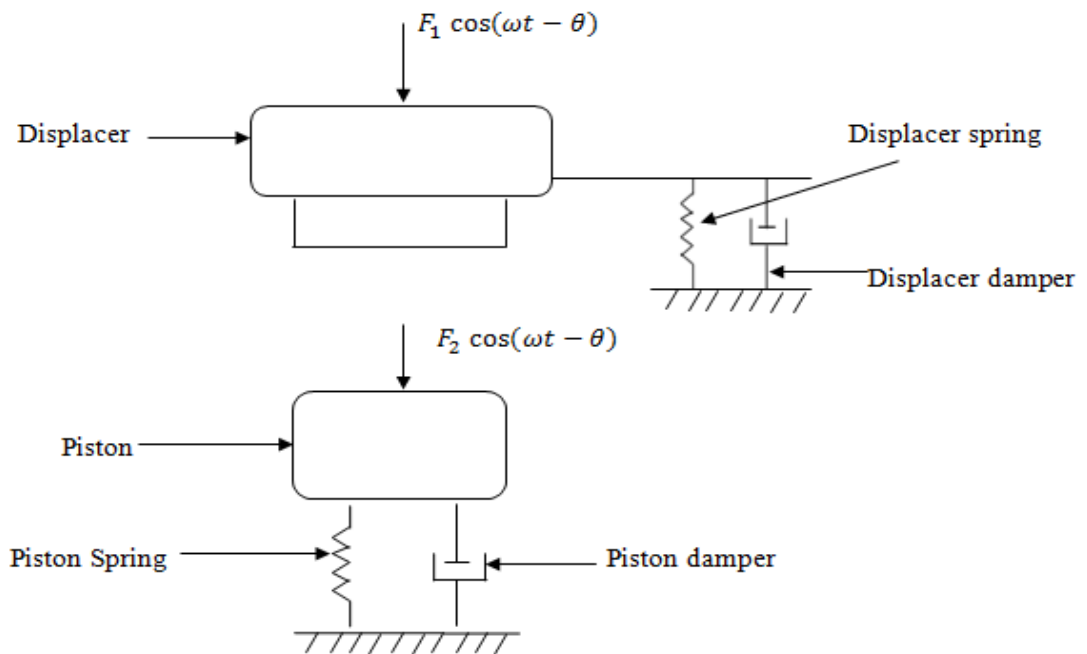 F₁ cos(ωt − θ)
Displacer
Displacer spring
Displacer damper
F₂ cos(ωt − θ)
Piston
Piston Spring
Piston damper